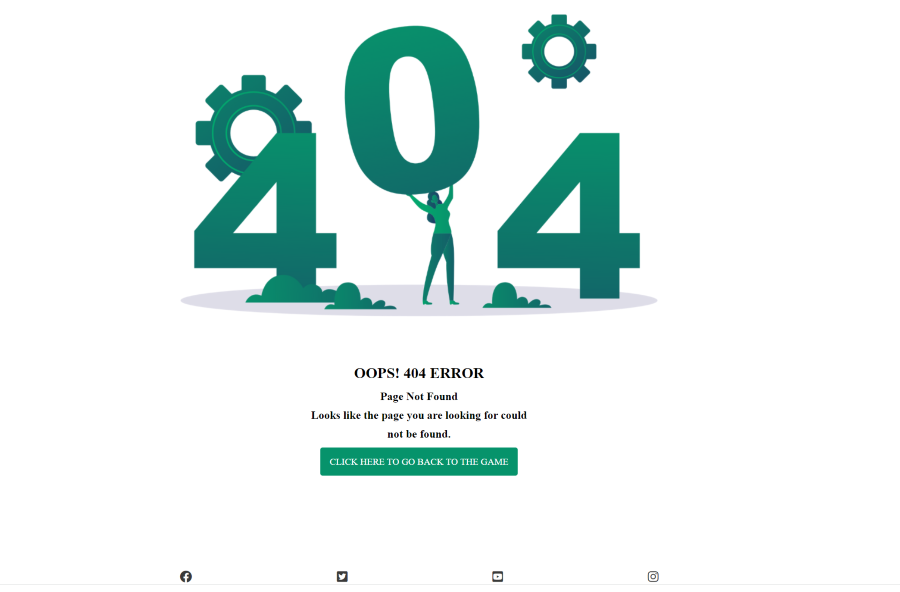 404
OOPS! 404 ERROR
Page Not Found
Looks like the page you are looking for could
not be found.
CLICK HERE TO GO BACK TO THE GAME